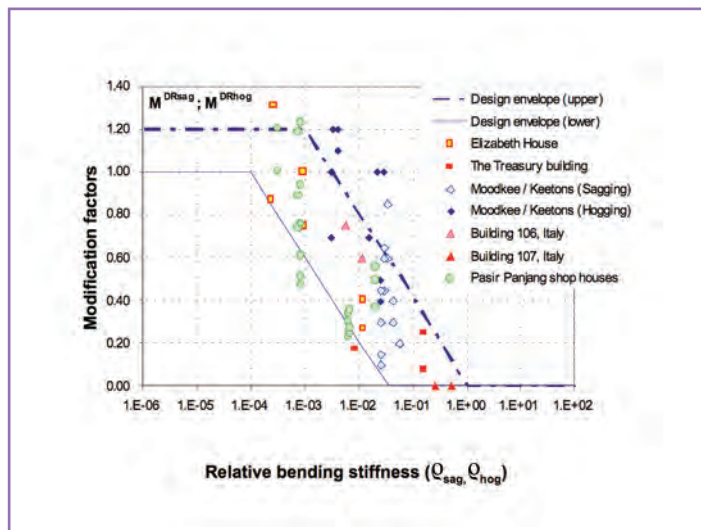 M^DRsag ; M^DRhog
1.40
1.20
1.00
0.80
0.60
0.40
0.20
0.00
Modification factors
1.E-06 1.E-05 1.E-04 1.E-03 1.E-02 1.E-01 1.E+00 1.E+01 1.E+02
Relative bending stiffness (ϱsag, ϱhog)
Design envelope (upper)
Design envelope (lower)
Elizabeth House
The Treasury building
Moodkee / Keetons (Sagging)
Moodkee / Keetons (Hogging)
Building 106, Italy
Building 107, Italy
Pasir Panjang shop houses